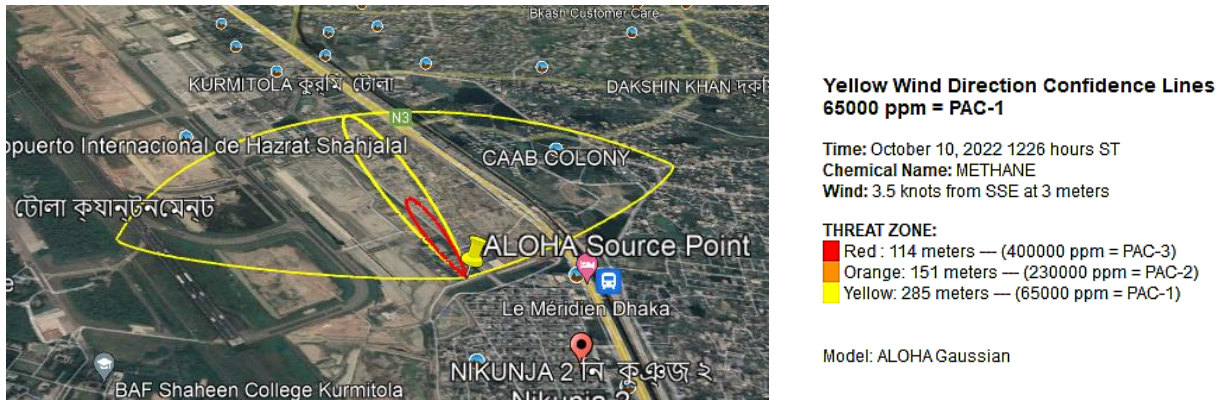 Bkash Customer Care
KURMITOLA কুর্মি টোলা
DAKSHIN KHAN
N3
opuerto Internacional de Hazrat Shahjalal
CAAB COLONY
টোলা ক্যান্টনমেন্ট
ALOHA Source Point
Le Méridien Dhaka
NIKUNJA 2 নি কুঞ্জ ২
BAF Shaheen College Kurmitola
Nikunja 2
Yellow Wind Direction Confidence Lines
65000 ppm = PAC-1
Time: October 10, 2022 1226 hours ST
Chemical Name: METHANE
Wind: 3.5 knots from SSE at 3 meters
THREAT ZONE:
Red : 114 meters --- (400000 ppm = PAC-3)
Orange: 151 meters --- (230000 ppm = PAC-2)
Yellow: 285 meters --- (65000 ppm = PAC-1)
Model: ALOHA Gaussian